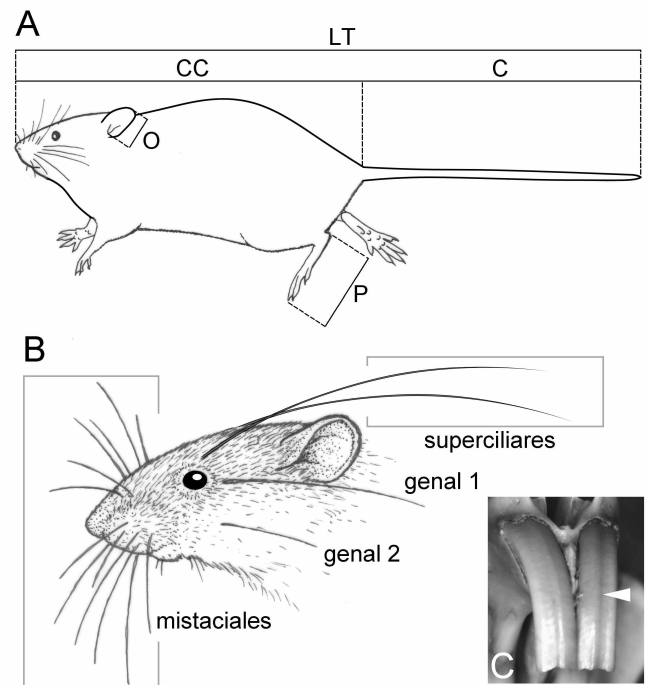 A
LT
CC
C
O
P
B
superciliares
genal 1
genal 2
mistaciales
C